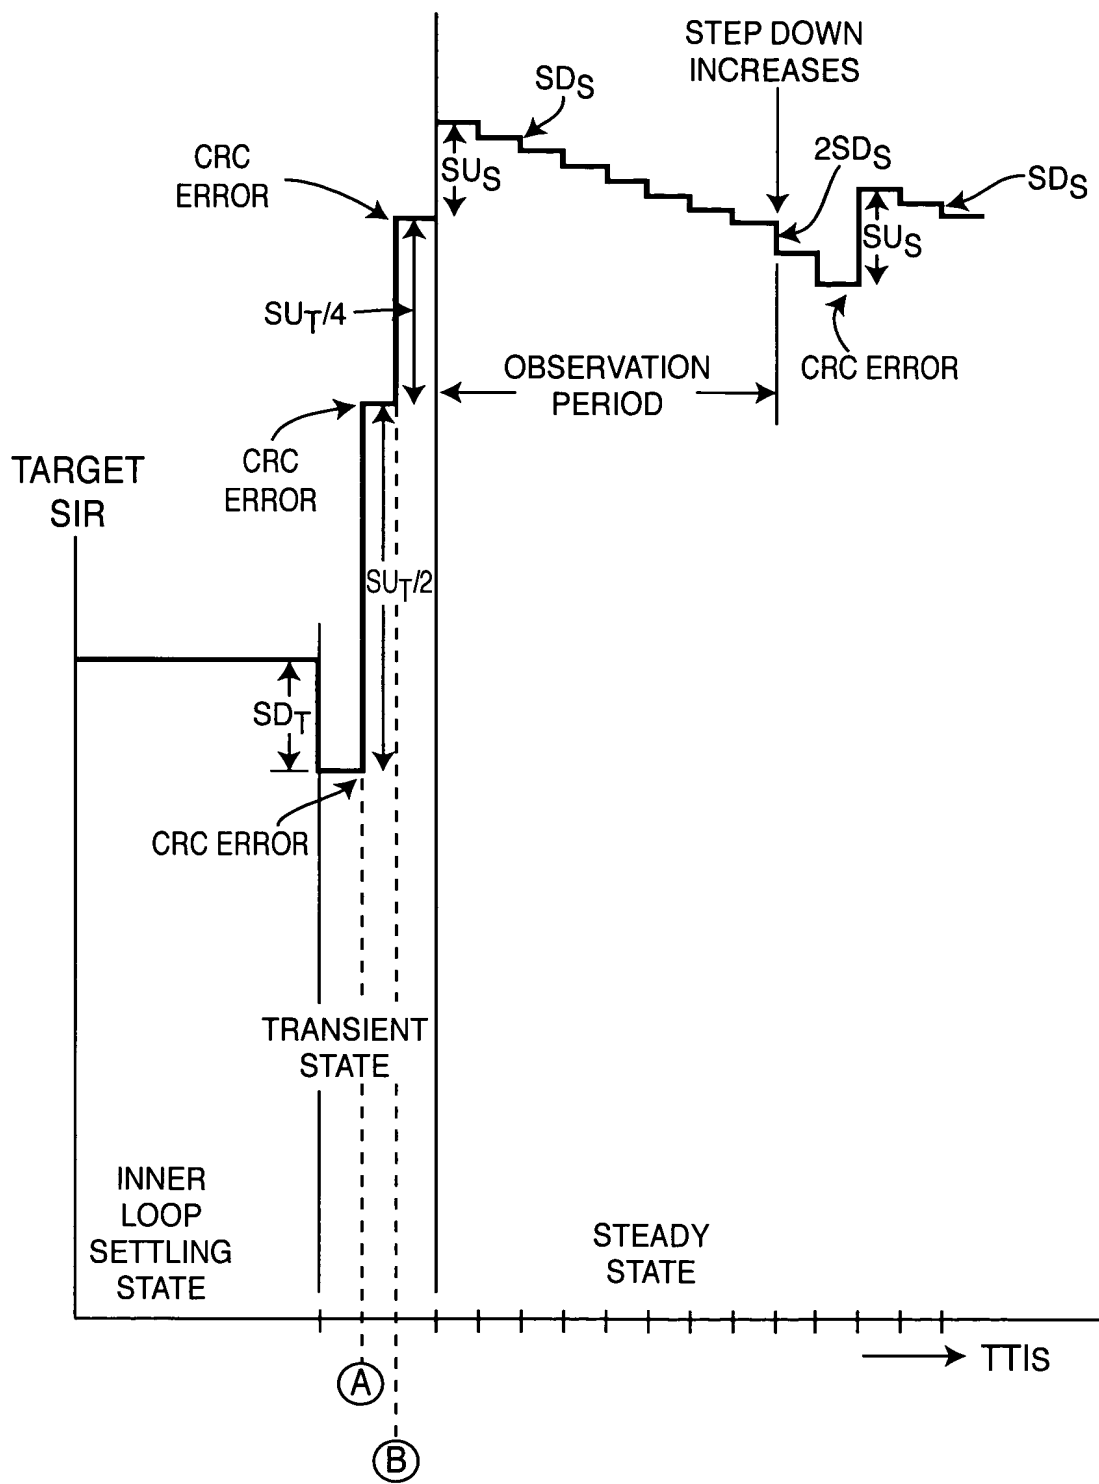 STEP DOWN
INCREASES
SDS
CRC
ERROR
SUS
2SDS
SDS
SUS
SUT/4
OBSERVATION
PERIOD
CRC ERROR
CRC
ERROR
TARGET
SIR
SUT/2
SDT
CRC ERROR
TRANSIENT
STATE
INNER
LOOP
SETTLING
STATE
STEADY
STATE
TTIS
A
B